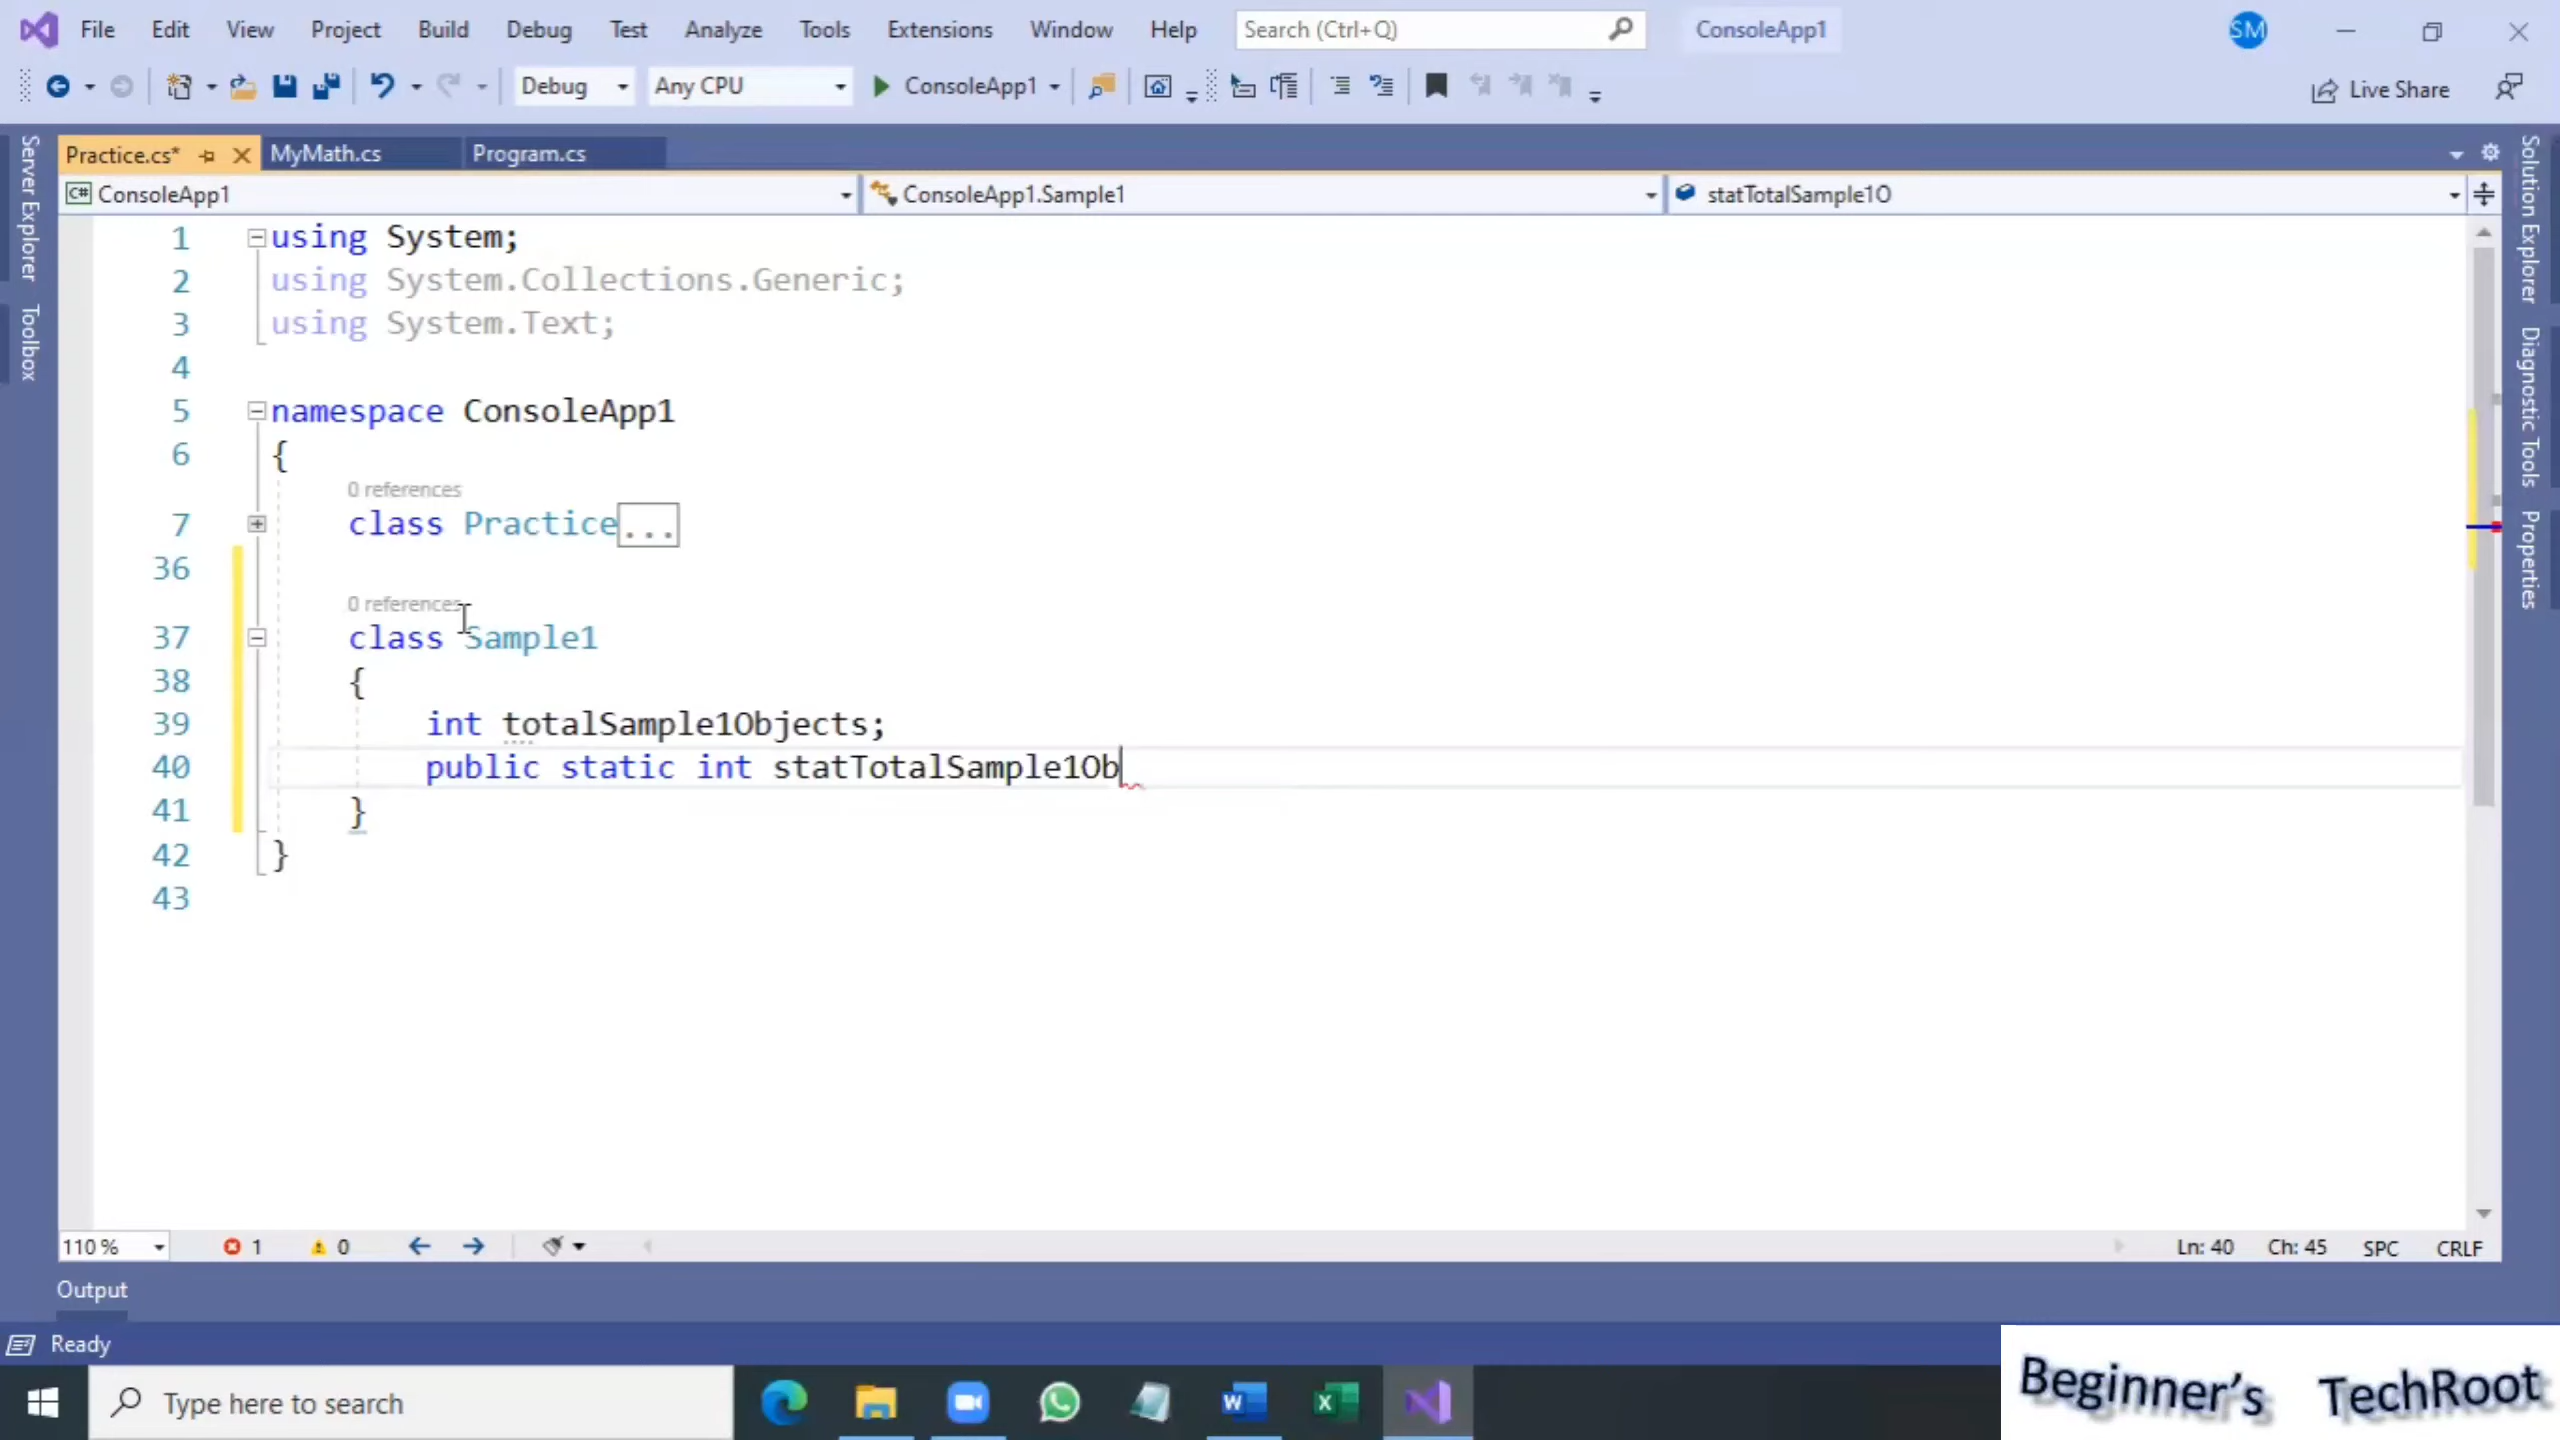 File Edit View Project Build Debug Test Analyze Tools Extensions Window Help Search (Ctrl+Q) ConsoleApp1 SM
Debug Any CPU ConsoleApp1 Live Share
Practice.cs* MyMath.cs Program.cs
C# ConsoleApp1 ConsoleApp1.Sample1 statTotalSample1O
Server Explorer
Toolbox
1 using System;
2 using System.Collections.Generic;
3 using System.Text;
4
5 namespace ConsoleApp1
6 {
0 references
7 class Practice...
36
0 references
37 class Sample1
38 {
39 int totalSample1Objects;
40 public static int statTotalSample1Ob
41 }
42 }
43
Solution Explorer
Diagnostic Tools
Properties
110 % 1 0 Ln: 40 Ch: 45 SPC CRLF
Output
Ready
Type here to search
Beginner's TechRoot